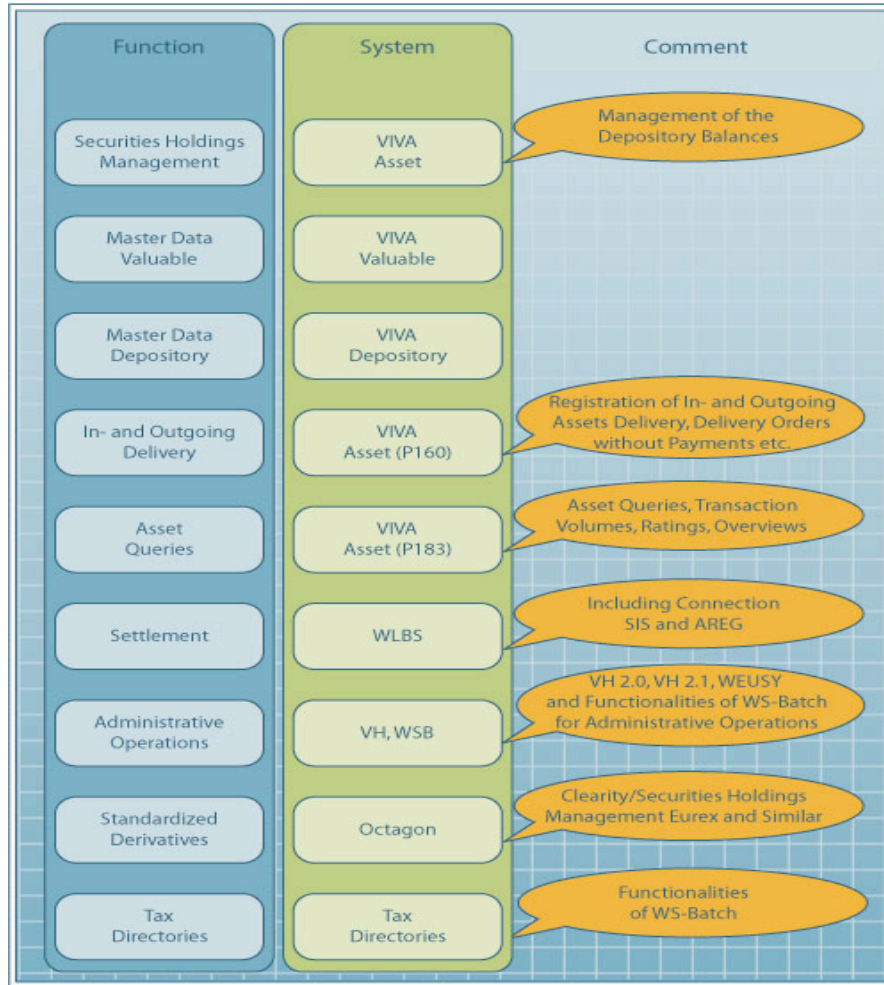 Function
System
Comment
Securities Holdings
Management
VIVA
Asset
Management of the
Depository Balances
Master Data
Valuable
VIVA
Valuable
Master Data
Depository
VIVA
Depository
In- and Outgoing
Delivery
VIVA
Asset (P160)
Registration of In- and Outgoing
Assets Delivery, Delivery Orders
without Payments etc.
Asset
Queries
VIVA
Asset (P183)
Asset Queries, Transaction
Volumes, Ratings, Overviews
Settlement
WLBS
Including Connection
SIS and AREG
Administrative
Operations
VH, WSB
VH 2.0, VH 2.1, WEUSY
and Functionalities of WS-Batch
for Administrative Operations
Standardized
Derivatives
Octagon
Clearity/Securities Holdings
Management Eurex and Similar
Tax
Directories
Tax
Directories
Functionalities
of WS-Batch